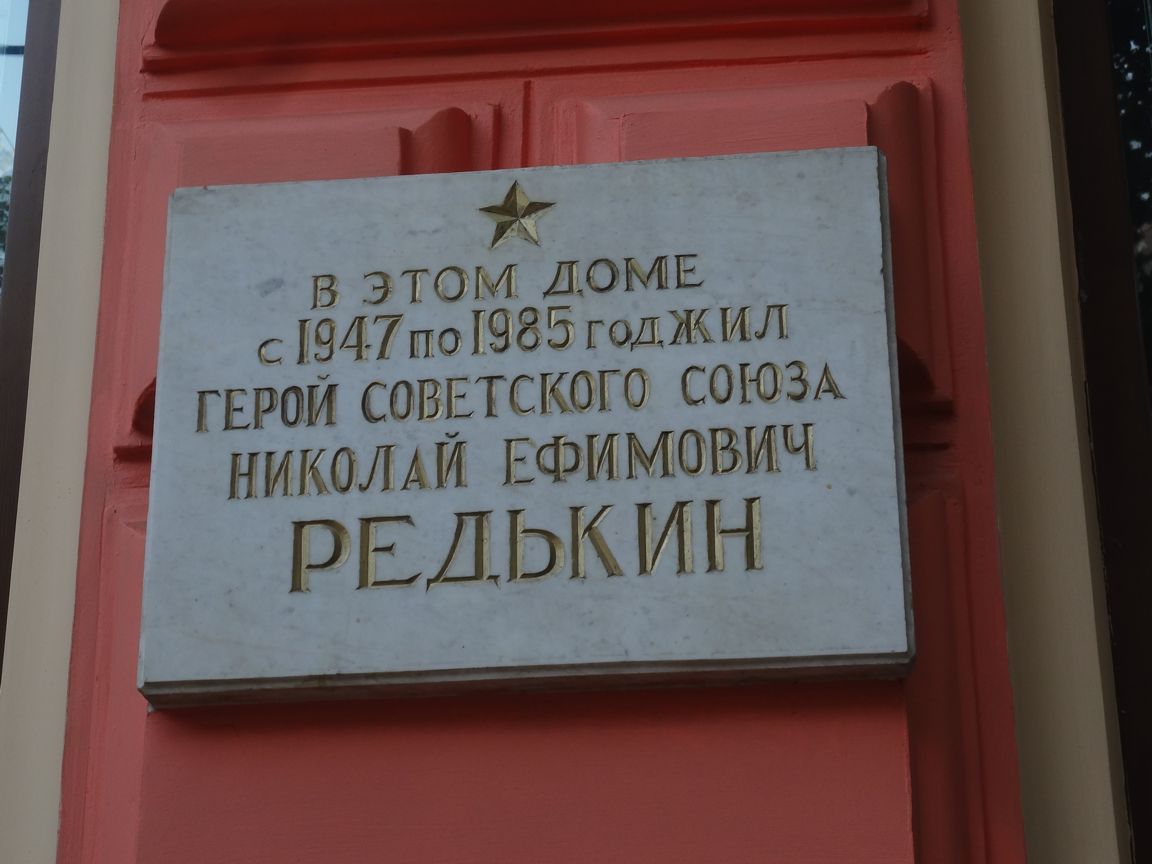 В ЭТОМ ДОМЕ
с 1947 по 1985 год ЖИЛ
ГЕРОЙ СОВЕТСКОГО СОЮЗА
НИКОЛАЙ ЕФИМОВИЧ
РЕДЬКИН